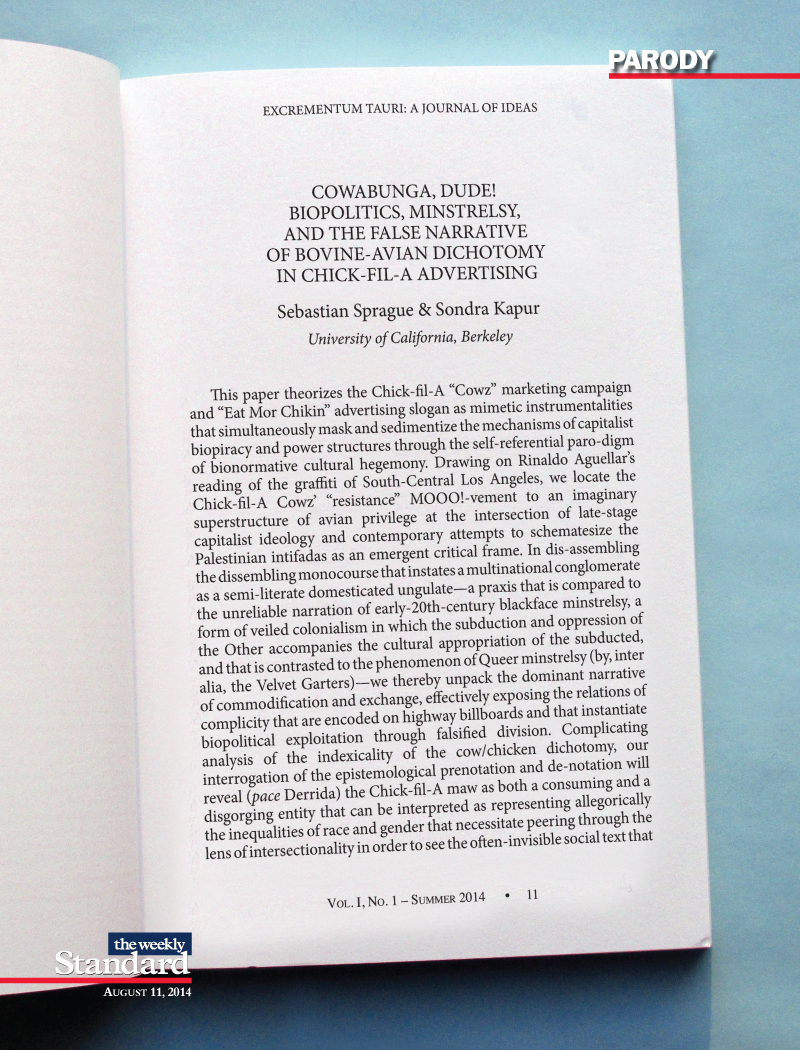 PARODY
EXCREMENTUM TAURI: A JOURNAL OF IDEAS
COWABUNGA, DUDE!
BIOPOLITICS, MINSTRELSY,
AND THE FALSE NARRATIVE
OF BOVINE-AVIAN DICHOTOMY
IN CHICK-FIL-A ADVERTISING
Sebastian Sprague & Sondra Kapur
University of California, Berkeley
This paper theorizes the Chick-fil-A “Cowz” marketing campaign
and “Eat Mor Chikin” advertising slogan as mimetic instrumentalities
that simultaneously mask and sedimentize the mechanisms of capitalist
biopiracy and power structures through the self-referential paro-digm
of bionormative cultural hegemony. Drawing on Rinaldo Aguellar’s
reading of the graffiti of South-Central Los Angeles, we locate the
Chick-fil-A Cowz’ “resistance” MOOO!-vement to an imaginary
superstructure of avian privilege at the intersection of late-stage
capitalist ideology and contemporary attempts to schematesize the
Palestinian intifadas as an emergent critical frame. In dis-assembling
the dissembling monocourse that instates a multinational conglomerate
as a semi-literate domesticated ungulate—a praxis that is compared to
the unreliable narration of early-20th-century blackface minstrelsy, a
form of veiled colonialism in which the subduction and oppression of
the Other accompanies the cultural appropriation of the subducted,
and that is contrasted to the phenomenon of Queer minstrelsy (by, inter
alia, the Velvet Garters)—we thereby unpack the dominant narrative
of commodification and exchange, effectively exposing the relations of
complicity that are encoded on highway billboards and that instantiate
biopolitical exploitation through falsified division. Complicating
analysis of the indexicality of the cow/chicken dichotomy, our
interrogation of the epistemological prenotation and de-notation will
reveal (pace Derrida) the Chick-fil-A maw as both a consuming and a
disgorging entity that can be interpreted as representing allegorically
the inequalities of race and gender that necessitate peering through the
lens of intersectionality in order to see the often-invisible social text that
VOL. I, NO. 1 – SUMMER 2014 • 11
the weekly
Standard
AUGUST 11, 2014